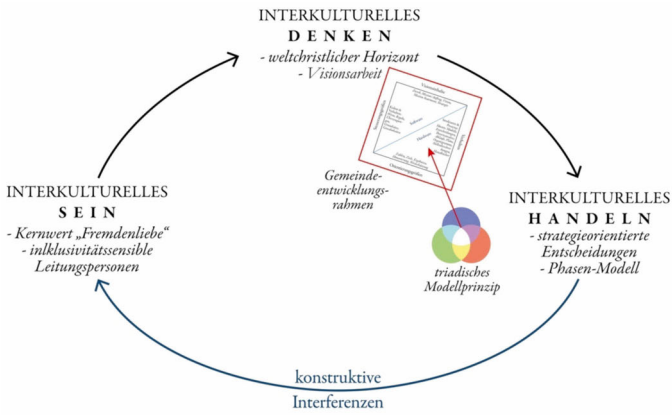 INTERKULTURELLES
DENKEN
- weltchristlicher Horizont
- Visionsarbeit
Gemeinde-
entwicklungs-
rahmen
INTERKULTURELLES
SEIN
- Kernwert „Fremdenliebe“
- inlklusivitätssensible
Leitungspersonen
INTERKULTURELLES
HANDELN
- strategieorientierte
Entscheidungen
- Phasen-Modell
triadisches
Modellprinzip
konstruktive
Interferenzen